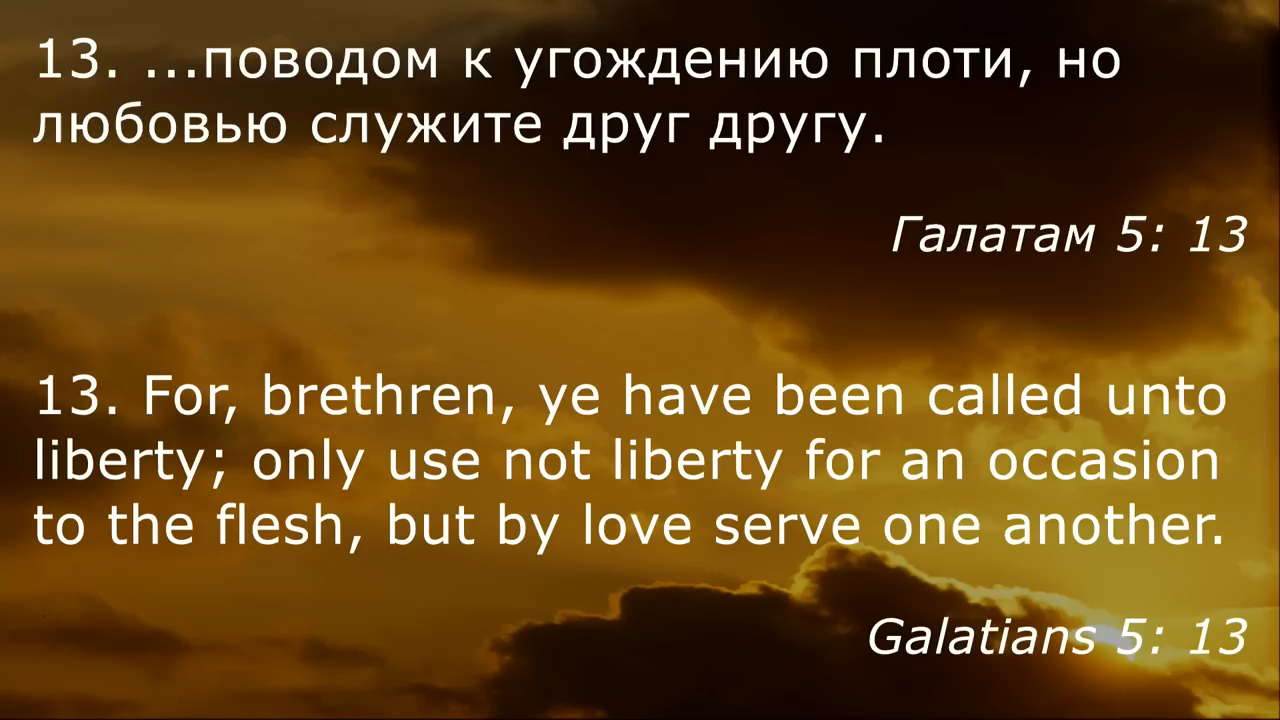 13. ...поводом к угождению плоти, но
любовью служите друг другу.
Галатам 5: 13
13. For, brethren, ye have been called unto
liberty; only use not liberty for an occasion
to the flesh, but by love serve one another.
Galatians 5: 13